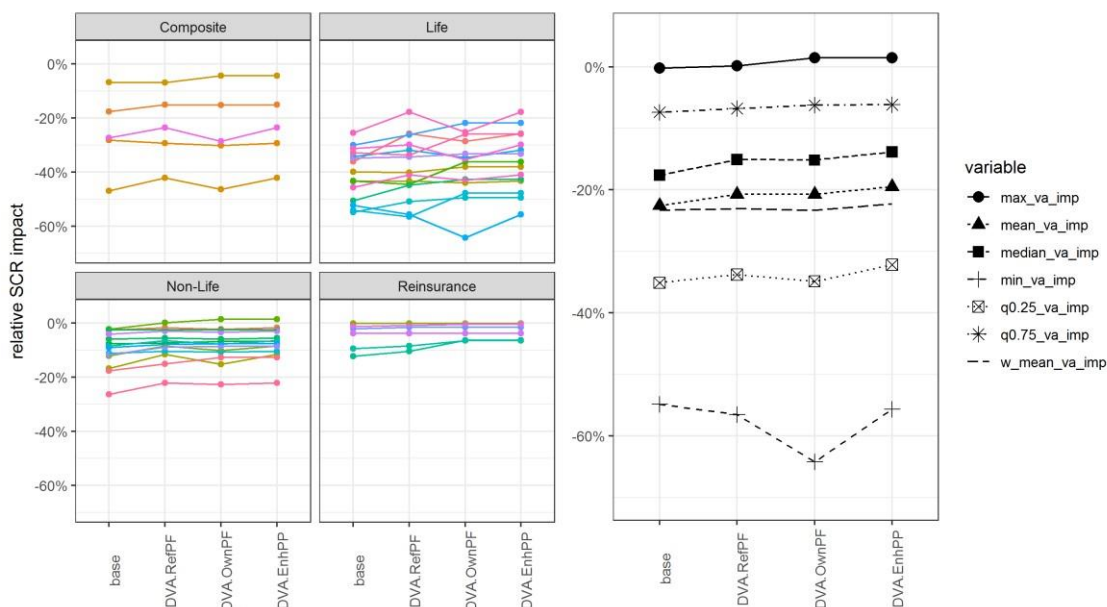 relative SCR impact
Composite
Life
0%
-20%
-40%
-60%
Non-Life
Reinsurance
0%
-20%
-40%
-60%
base
DVA.RefPF
DVA.OwnPF
DVA.EnhPP
base
DVA.RefPF
DVA.OwnPF
DVA.EnhPP
0%
-20%
-40%
-60%
base
DVA.RefPF
DVA.OwnPF
DVA.EnhPP
variable
max_va_imp
mean_va_imp
median_va_imp
min_va_imp
q0.25_va_imp
q0.75_va_imp
w_mean_va_imp